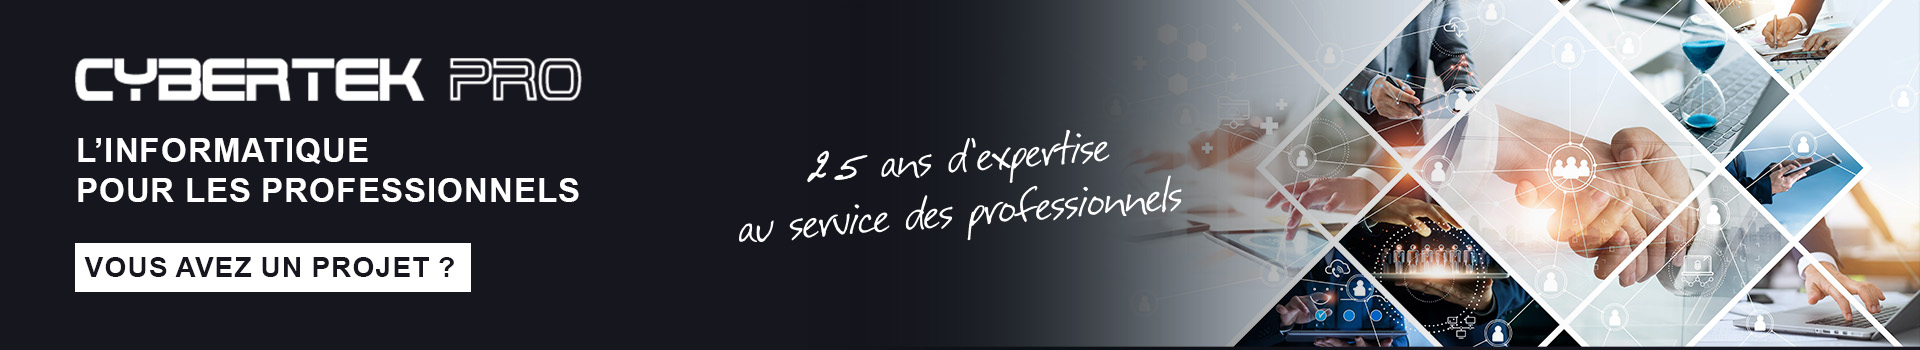 CYBERTEK PRO
L’INFORMATIQUE
POUR LES PROFESSIONNELS
VOUS AVEZ UN PROJET ?
25 ans d'expertise
au service des professionnels